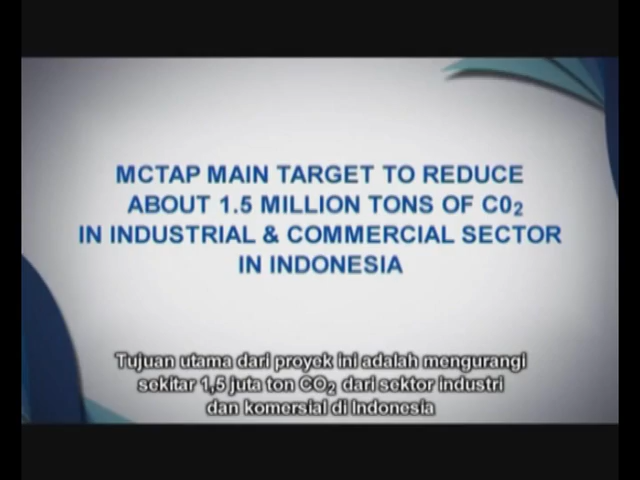 MCTAP MAIN TARGET TO REDUCE
ABOUT 1.5 MILLION TONS OF C0₂
IN INDUSTRIAL & COMMERCIAL SECTOR
IN INDONESIA
Tujuan utama dari proyek ini adalah mengurangi
sekitar 1,5 juta ton CO₂ dari sektor industri
dan komersial di Indonesia